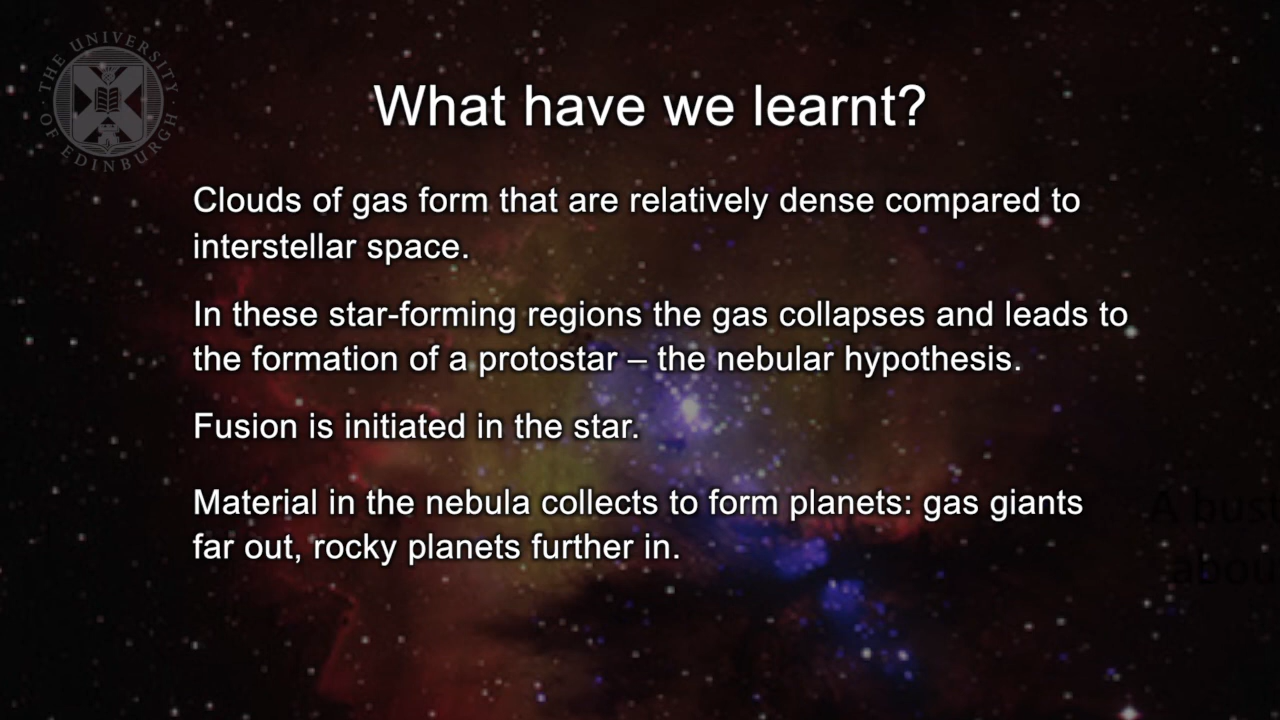 THE UNIVERSITY OF EDINBURGH
What have we learnt?
Clouds of gas form that are relatively dense compared to
interstellar space.
In these star-forming regions the gas collapses and leads to
the formation of a protostar – the nebular hypothesis.
Fusion is initiated in the star.
Material in the nebula collects to form planets: gas giants
far out, rocky planets further in.
A